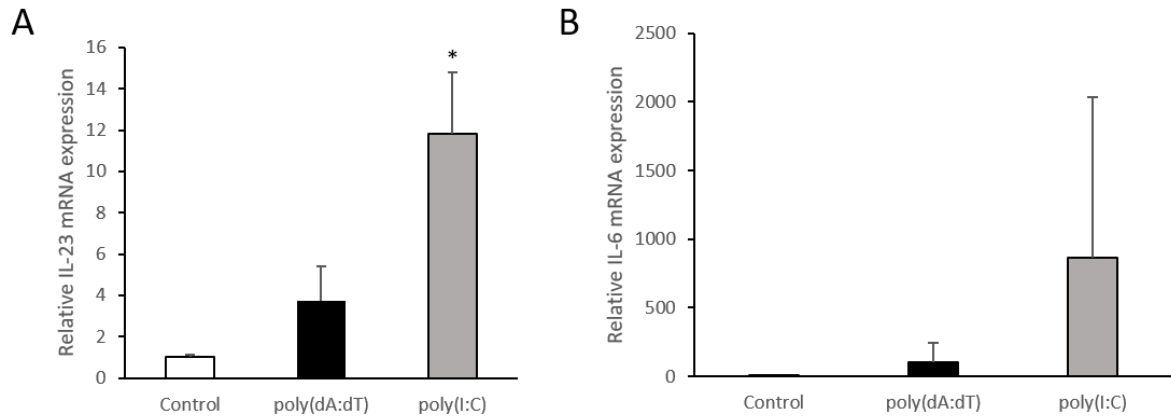 A
Relative IL-23 mRNA expression
16
14
12
10
8
6
4
2
0
*
Control
poly(dA:dT)
poly(I:C)
B
Relative IL-6 mRNA expression
2500
2000
1500
1000
500
0
Control
poly(dA:dT)
poly(I:C)